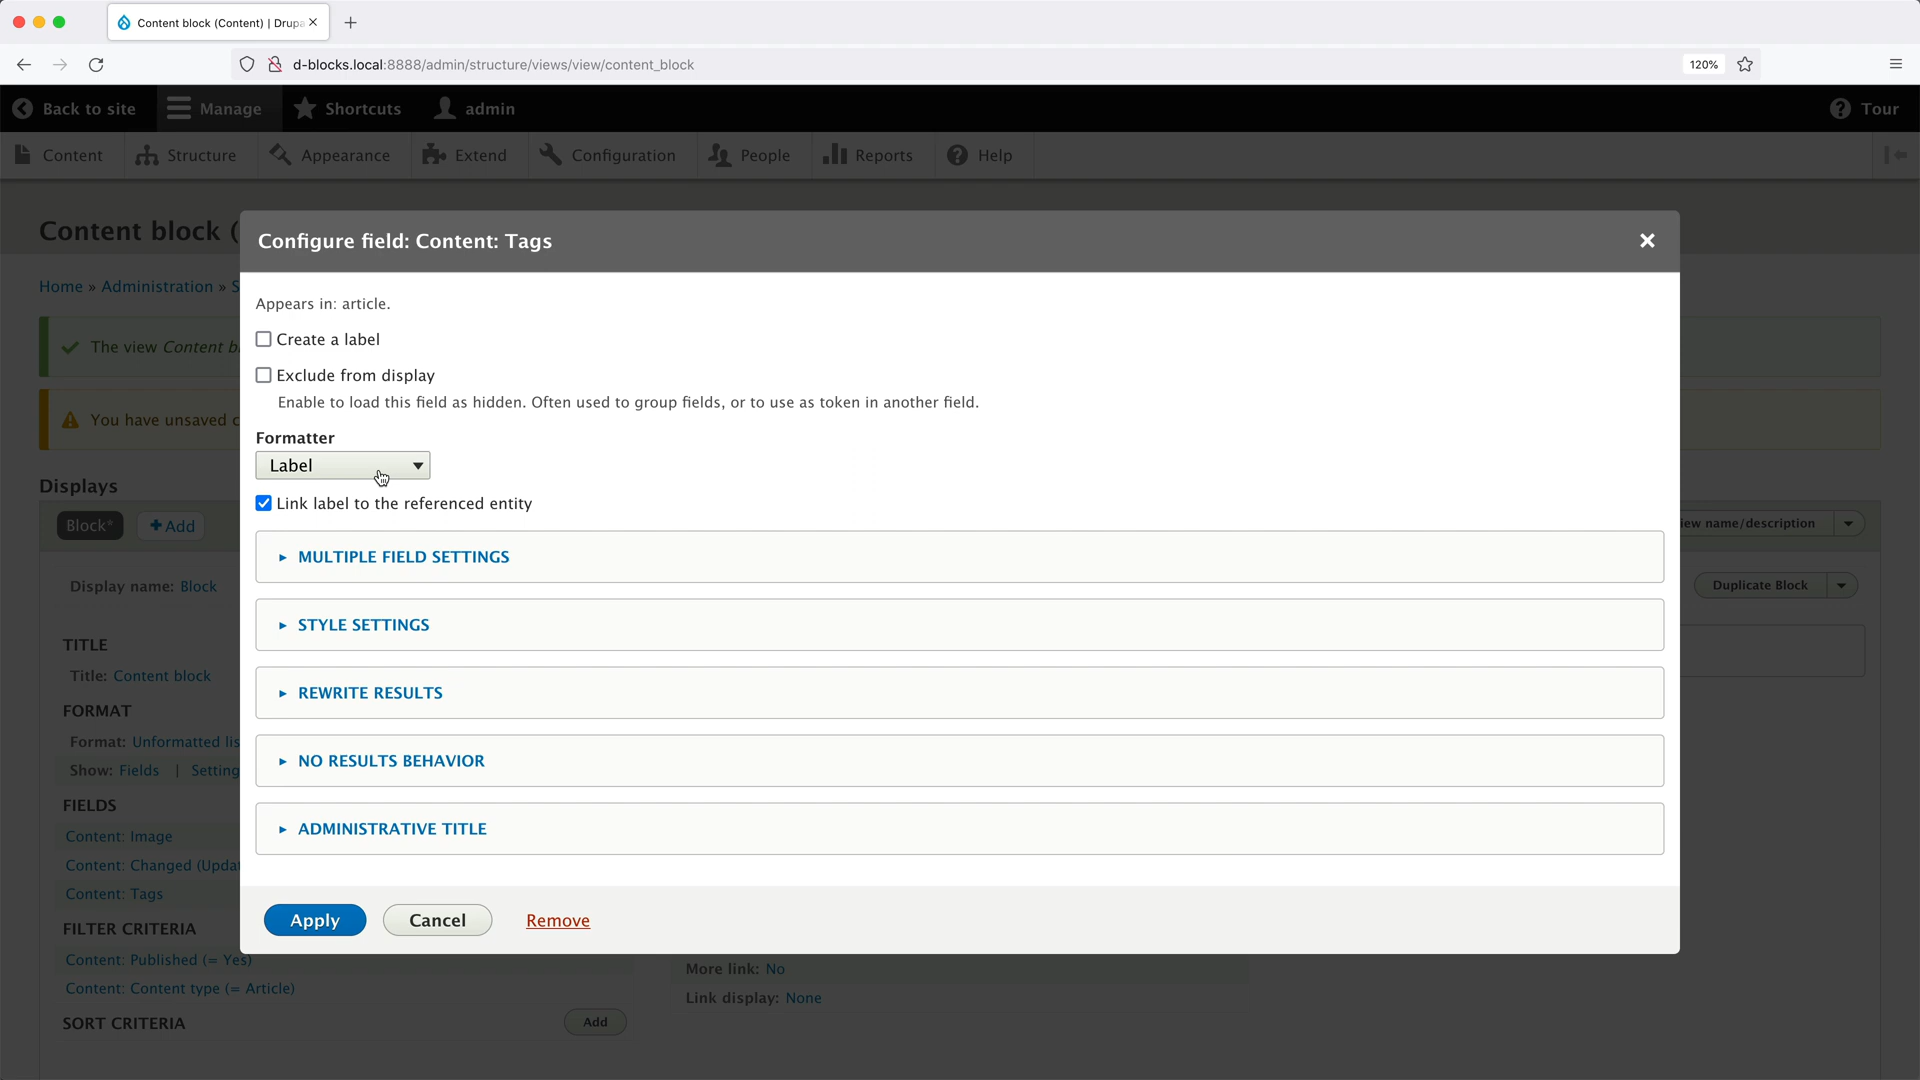 Content block (Content) | Drupa
d-blocks.local:8888/admin/structure/views/view/content_block
120%
Back to site
Manage
Shortcuts
admin
Tour
Content
Structure
Appearance
Extend
Configuration
People
Reports
Help
Content block (
Configure field: Content: Tags
Home » Administration » S
Appears in: article.
Create a label
The view Content b
Exclude from display
Enable to load this field as hidden. Often used to group fields, or to use as token in another field.
You have unsaved c
Formatter
Label
Displays
Link label to the referenced entity
Block*
Add
iew name/description
MULTIPLE FIELD SETTINGS
Display name: Block
Duplicate Block
STYLE SETTINGS
TITLE
Title: Content block
REWRITE RESULTS
FORMAT
Format: Unformatted lis
NO RESULTS BEHAVIOR
Show: Fields | Setting
FIELDS
ADMINISTRATIVE TITLE
Content: Image
Content: Changed (Updat
Content: Tags
Apply
Cancel
Remove
FILTER CRITERIA
Content: Published (= Yes)
More link: No
Content: Content type (= Article)
Link display: None
SORT CRITERIA
Add